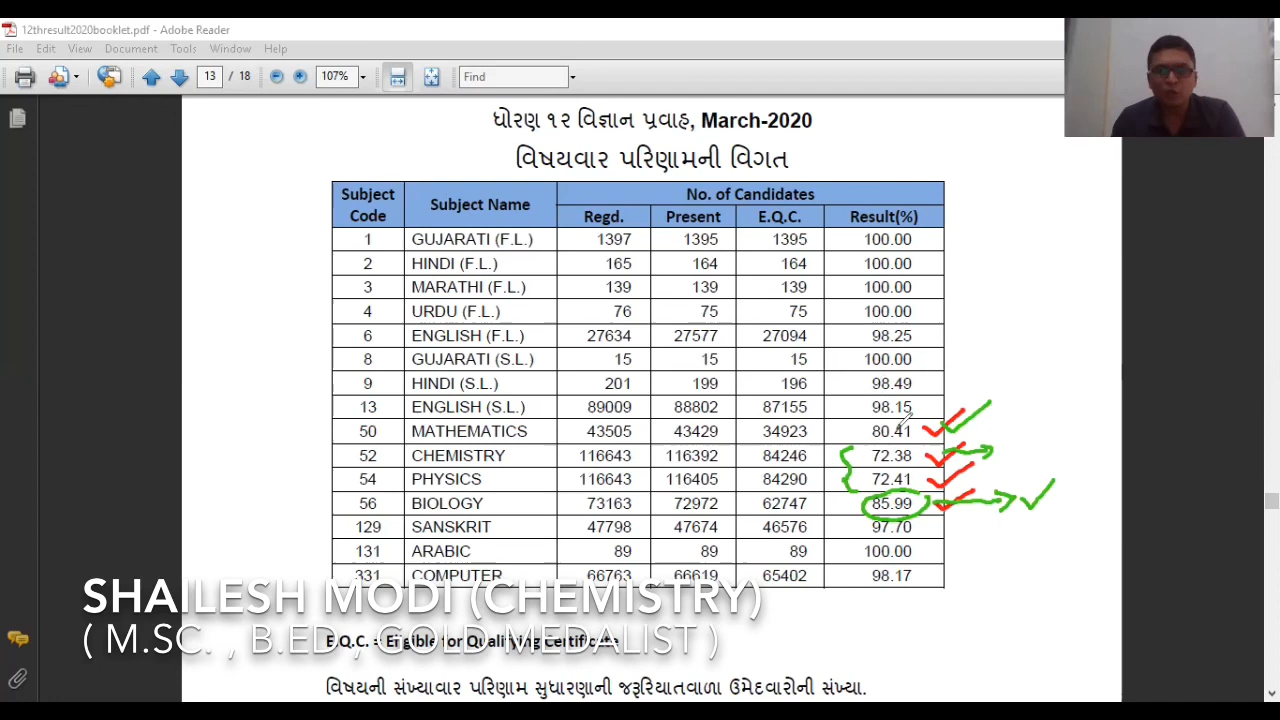 12thresult2020booklet.pdf - Adobe Reader
File Edit View Document Tools Window Help
13 / 18 107% Find
ધોરણ ૧૨ વિજ્ઞાન પ્રવાહ, March-2020
વિષયવાર પરિણામની વિગત
Subject Code Subject Name No. of Candidates
Regd. Present E.Q.C. Result(%)
1 GUJARATI (F.L.) 1397 1395 1395 100.00
2 HINDI (F.L.) 165 164 164 100.00
3 MARATHI (F.L.) 139 139 139 100.00
4 URDU (F.L.) 76 75 75 100.00
6 ENGLISH (F.L.) 27634 27577 27094 98.25
8 GUJARATI (S.L.) 15 15 15 100.00
9 HINDI (S.L.) 201 199 196 98.49
13 ENGLISH (S.L.) 89009 88802 87155 98.15
50 MATHEMATICS 43505 43429 34923 80.41
52 CHEMISTRY 116643 116392 84246 72.38
54 PHYSICS 116643 116405 84290 72.41
56 BIOLOGY 73163 72972 62747 85.99
129 SANSKRIT 47798 47674 46576 97.70
131 ARABIC 89 89 89 100.00
331 COMPUTER 66763 66619 65402 98.17
SHAILESH MODI (CHEMISTRY)
( M.SC. , B.ED , GOLD MEDALIST )
E.Q.C. = Eligible for Qualifying Certificate
વિષયની સંખ્યાવાર પરિણામ સુધારણાની જરૂરિયાતવાળા ઉમેદવારોની સંખ્યા.